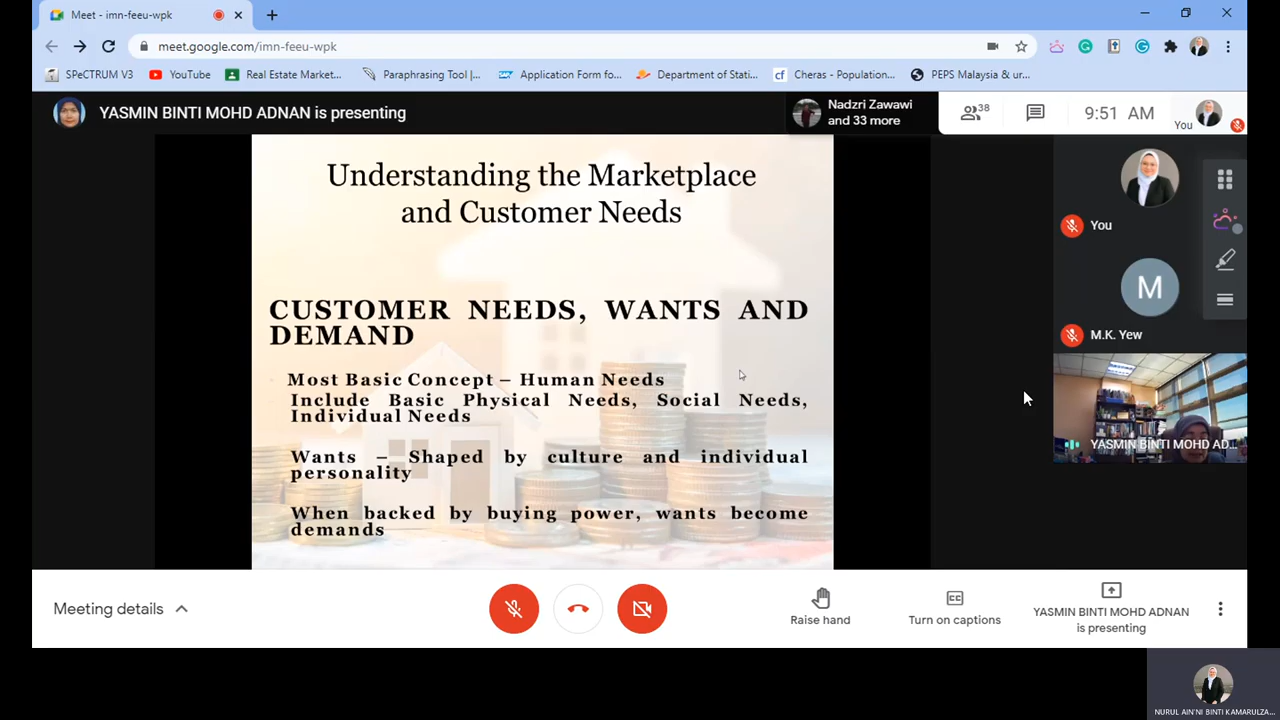 Meet - imn-feeu-wpk
meet.google.com/imn-feeu-wpk
SPeCTRUM V3
YouTube
Real Estate Market...
Paraphrasing Tool |...
Application Form fo...
Department of Stati...
Cheras - Population...
PEPS Malaysia & ur...
YASMIN BINTI MOHD ADNAN is presenting
Nadzri Zawawi
and 33 more
38
9:51 AM
You
Understanding the Marketplace
and Customer Needs
CUSTOMER NEEDS, WANTS AND
DEMAND
Most Basic Concept – Human Needs
Include Basic Physical Needs, Social Needs,
Individual Needs
Wants – Shaped by culture and individual
personality
When backed by buying power, wants become
demands
You
M
M.K. Yew
YASMIN BINTI MOHD AD...
Meeting details
Raise hand
CC
Turn on captions
YASMIN BINTI MOHD ADNAN
is presenting
NURUL AIN'NI BINTI KAMARULZA...